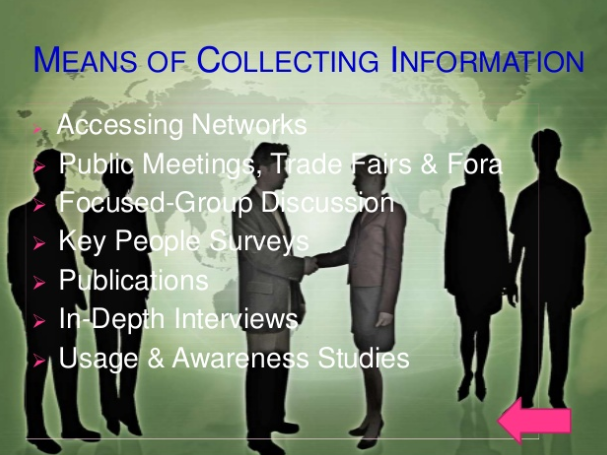 MEANS OF COLLECTING INFORMATION
Accessing Networks
Public Meetings, Trade Fairs & Fora
Focused-Group Discussion
Key People Surveys
Publications
In-Depth Interviews
Usage & Awareness Studies